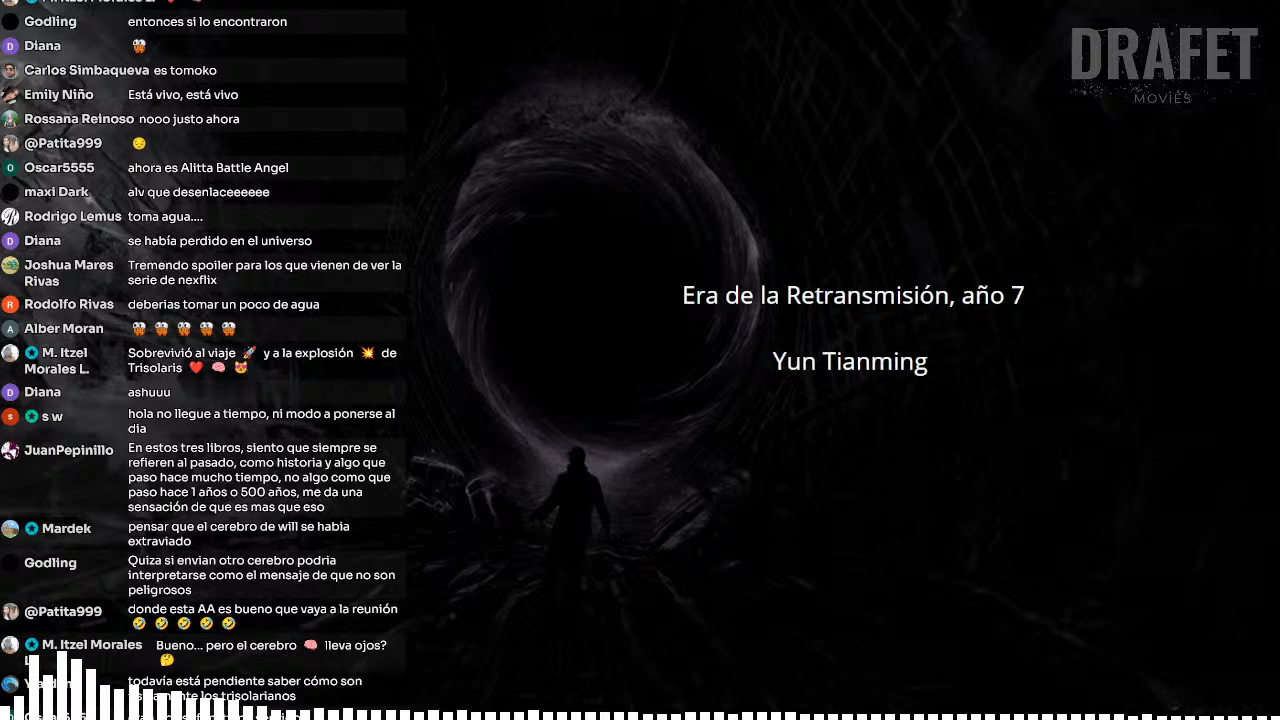 Godling entonces si lo encontraron
D Diana
Carlos Simbaqueva es tomoko
Emily Niño Está vivo, está vivo
Rossana Reinoso nooo justo ahora
@Patita999
O Oscar5555 ahora es Alitta Battle Angel
maxi Dark alv que desenlaceeeeee
Rodrigo Lemus toma agua....
D Diana se había perdido en el universo
Joshua Mares Rivas Tremendo spoiler para los que vienen de ver la
serie de nexflix
R Rodolfo Rivas deberias tomar un poco de agua
A Alber Moran
M. Itzel Morales L. Sobrevivió al viaje 🚀 y a la explosión 💥 de
Trisolaris ❤️ 🧠 😻
D Diana ashuuu
s s w hola no llegue a tiempo, ni modo a ponerse al
dia
JuanPepinillo En estos tres libros, siento que siempre se
refieren al pasado, como historia y algo que
paso hace mucho tiempo, no algo como que
paso hace 1 años o 500 años, me da una
sensación de que es mas que eso
Mardek pensar que el cerebro de will se habia
extraviado
Godling Quiza si envian otro cerebro podria
interpretarse como el mensaje de que no son
peligrosos
@Patita999 donde esta AA es bueno que vaya a la reunión
🤣 🤣 🤣 🤣 🤣
M. Itzel Morales Bueno... pero el cerebro 🧠 lleva ojos?
🤔
todavía está pendiente saber cómo son
los trisolarianos
DRAFET
MOVIES
Era de la Retransmisión, año 7
Yun Tianming